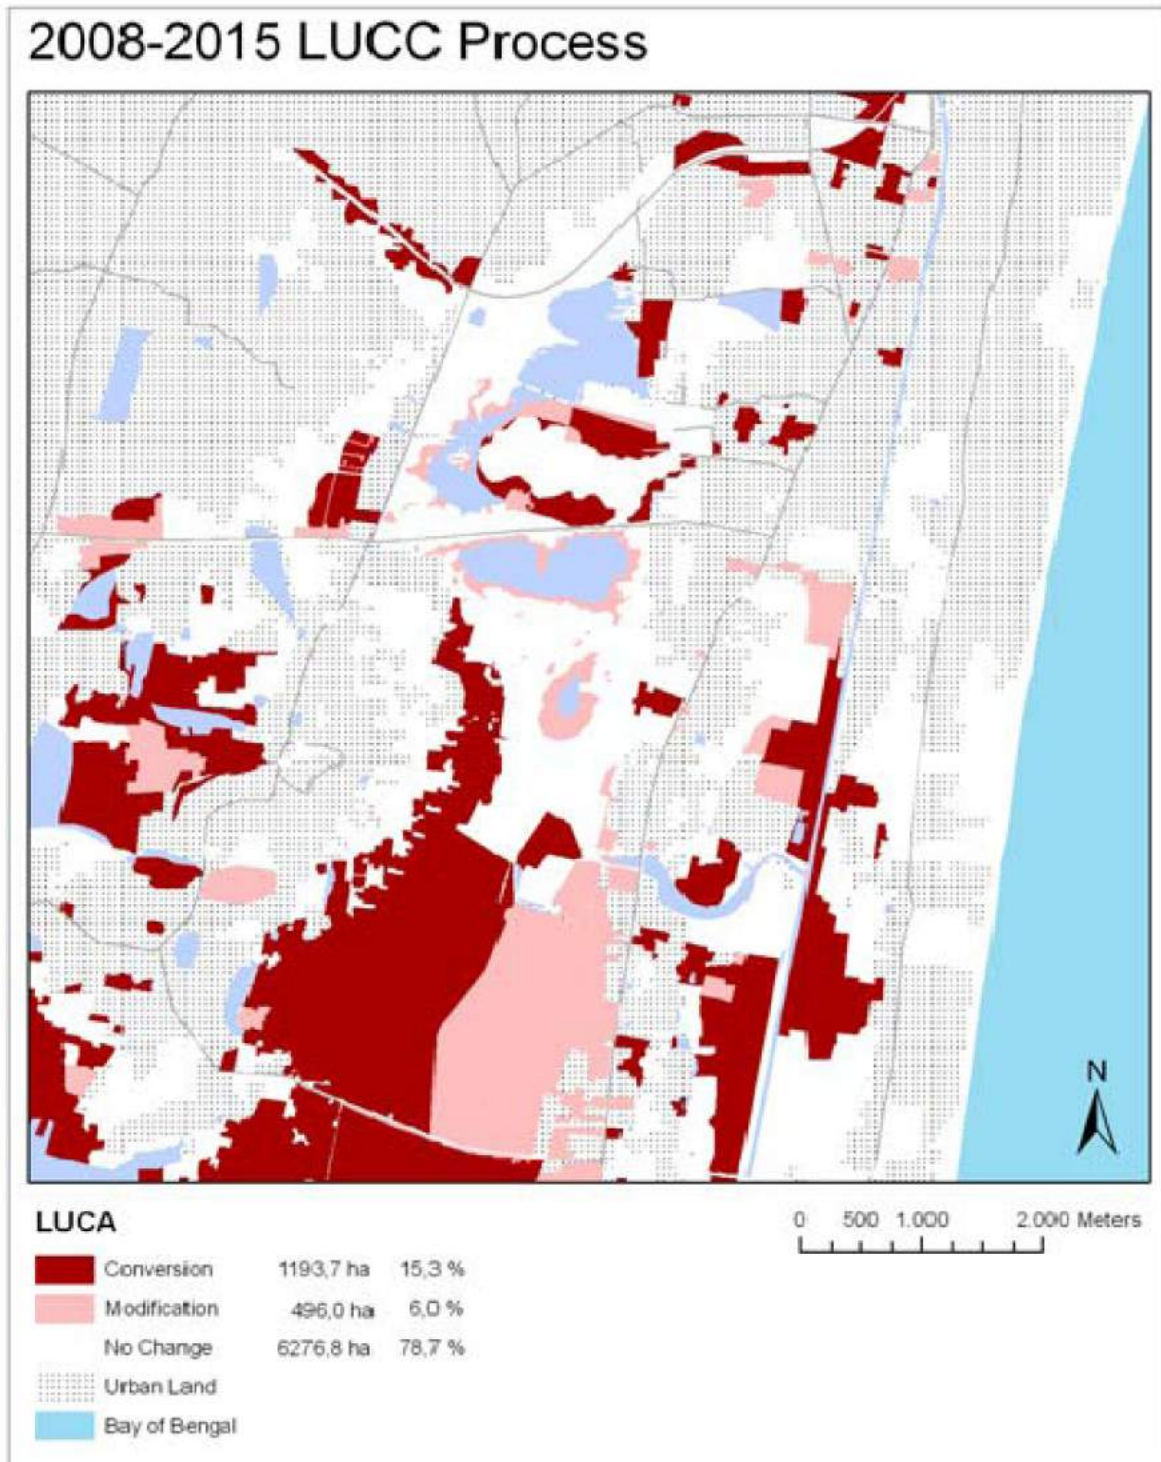 2008-2015 LUCC Process
N
0 500 1.000 2.000 Meters
LUCA
Conversion 1193,7 ha 15,3 %
Modification 496,0 ha 6,0 %
No Change 6276,8 ha 78,7 %
Urban Land
Bay of Bengal